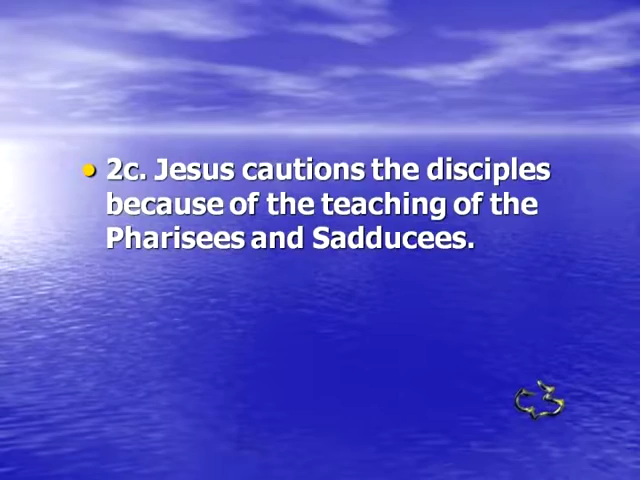 • 2c. Jesus cautions the disciples
because of the teaching of the
Pharisees and Sadducees.